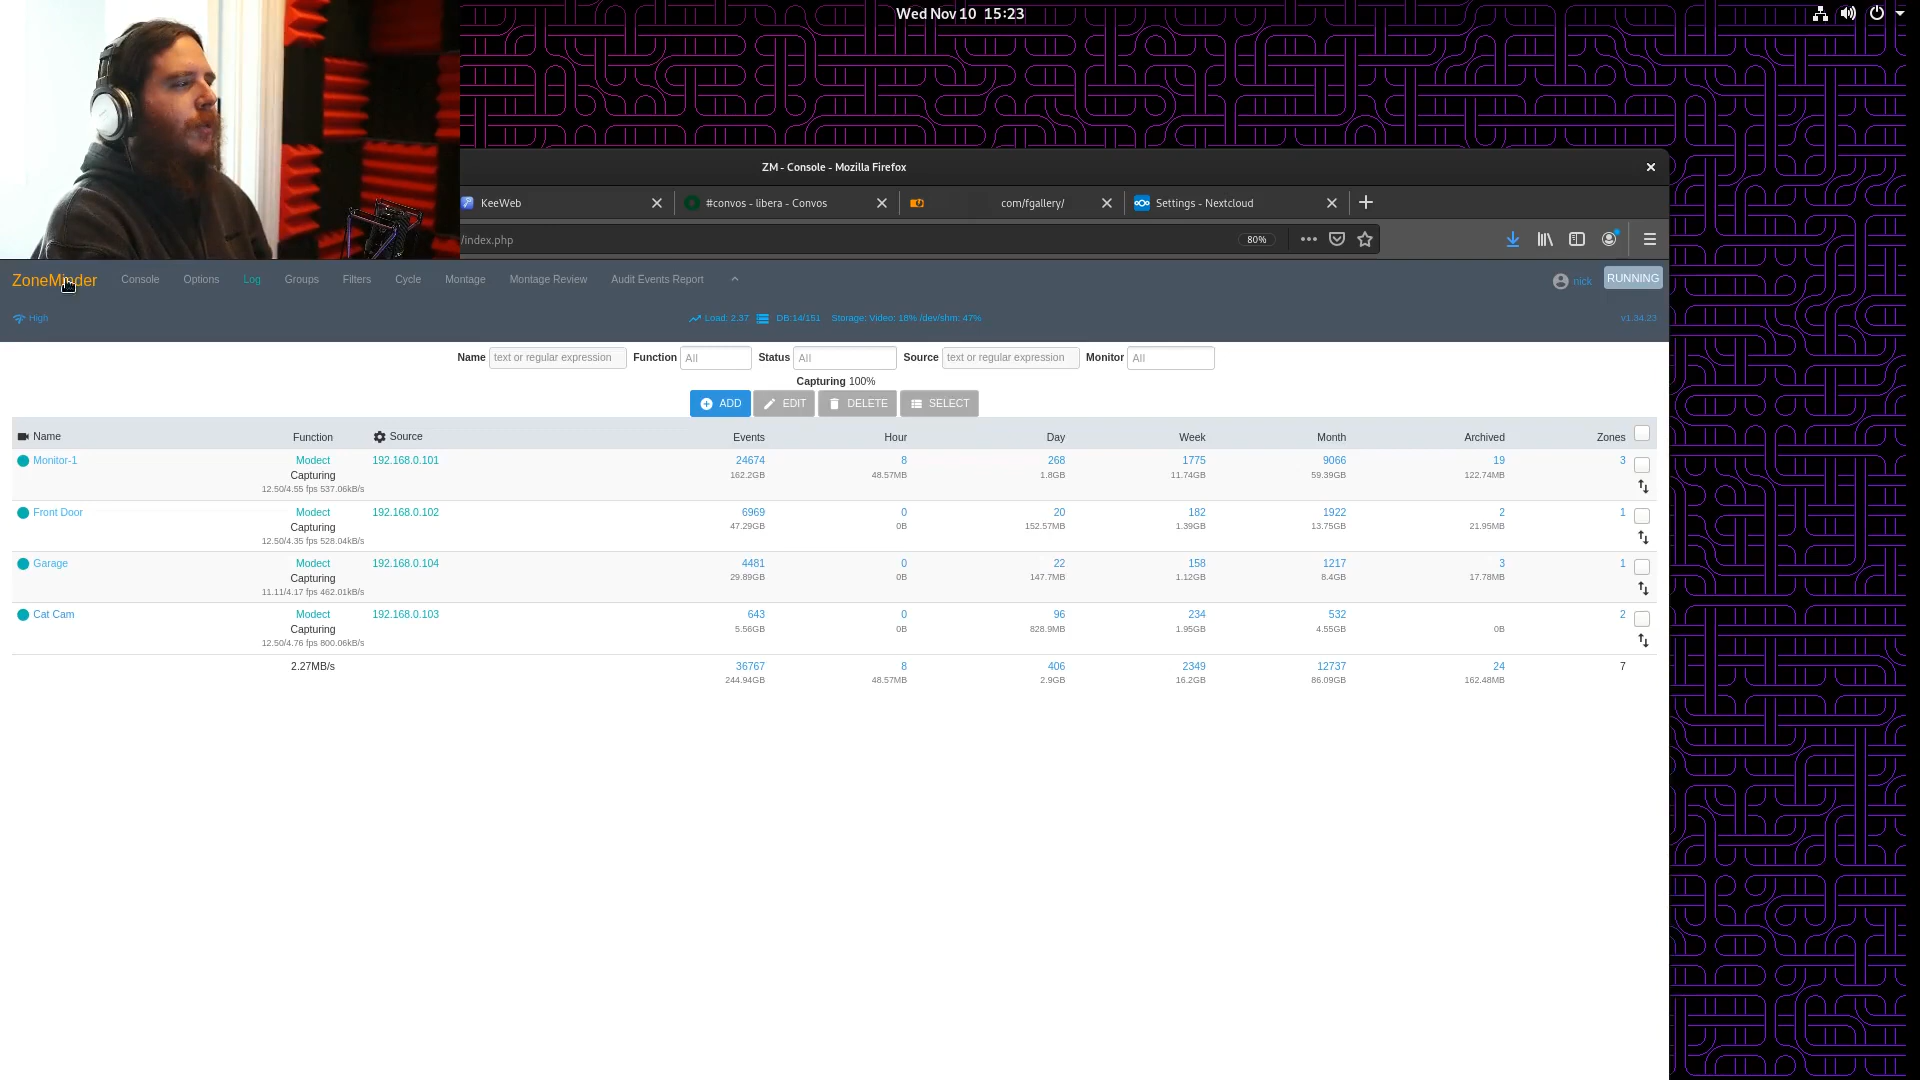 Wed Nov 10 15:23
ZM - Console - Mozilla Firefox
KeeWeb
#convos - libera - Convos
com/fgallery/
Settings - Nextcloud
/index.php
80%
ZoneMinder Console Options Log Groups Filters Cycle Montage Montage Review Audit Events Report nick RUNNING
High Load: 2.37 DB:14/151 Storage: Video: 18% /dev/shm: 47% v1.34.23
Name text or regular expression Function All Status All Source text or regular expression Monitor All
Capturing 100%
ADD EDIT DELETE SELECT
Name Function Source Events Hour Day Week Month Archived Zones
Monitor-1 Modect 192.168.0.101 24674 8 268 1775 9066 19 3
Capturing 162.2GB 48.57MB 1.8GB 11.74GB 59.39GB 122.74MB
12.50/4.55 fps 537.06kB/s
Front Door Modect 192.168.0.102 6969 0 20 182 1922 2 1
Capturing 47.29GB 0B 152.57MB 1.39GB 13.75GB 21.95MB
12.50/4.35 fps 528.04kB/s
Garage Modect 192.168.0.104 4481 0 22 158 1217 3 1
Capturing 29.89GB 0B 147.7MB 1.12GB 8.4GB 17.78MB
11.11/4.17 fps 462.01kB/s
Cat Cam Modect 192.168.0.103 643 0 96 234 532 2
Capturing 5.56GB 0B 828.9MB 1.95GB 4.55GB 0B
12.50/4.76 fps 800.06kB/s
2.27MB/s 36767 8 406 2349 12737 24 7
244.94GB 48.57MB 2.9GB 16.2GB 86.09GB 162.48MB